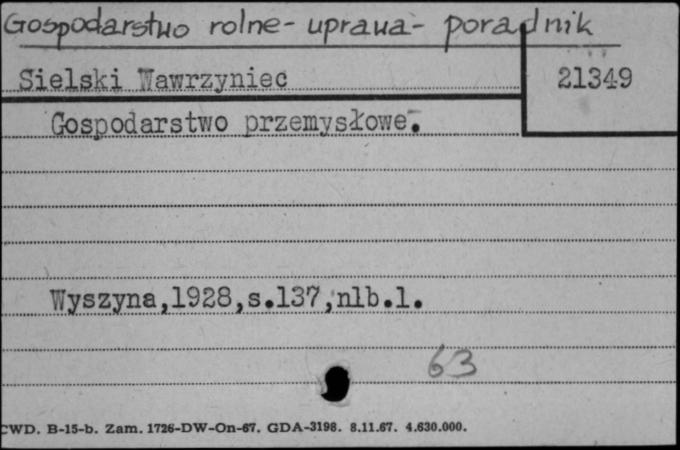 Gospodarstwo rolne - uprawa - poradnik
Sielski Wawrzyniec 21349
Gospodarstwo przemysłowe.
Wyszyna,1928,s.137,nlb.1.
63
CWD. B-15-b. Zam. 1726-DW-On-67. GDA-3198. 8.11.67. 4.630.000.